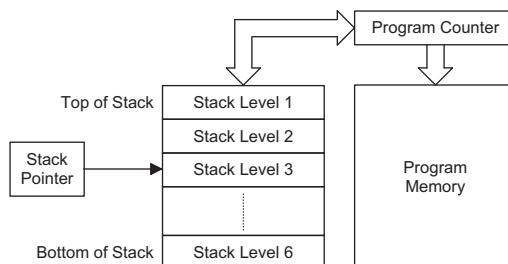 Program Counter
Top of Stack
Stack Level 1
Stack Level 2
Stack
Pointer
Stack Level 3
Program
Memory
Bottom of Stack
Stack Level 6